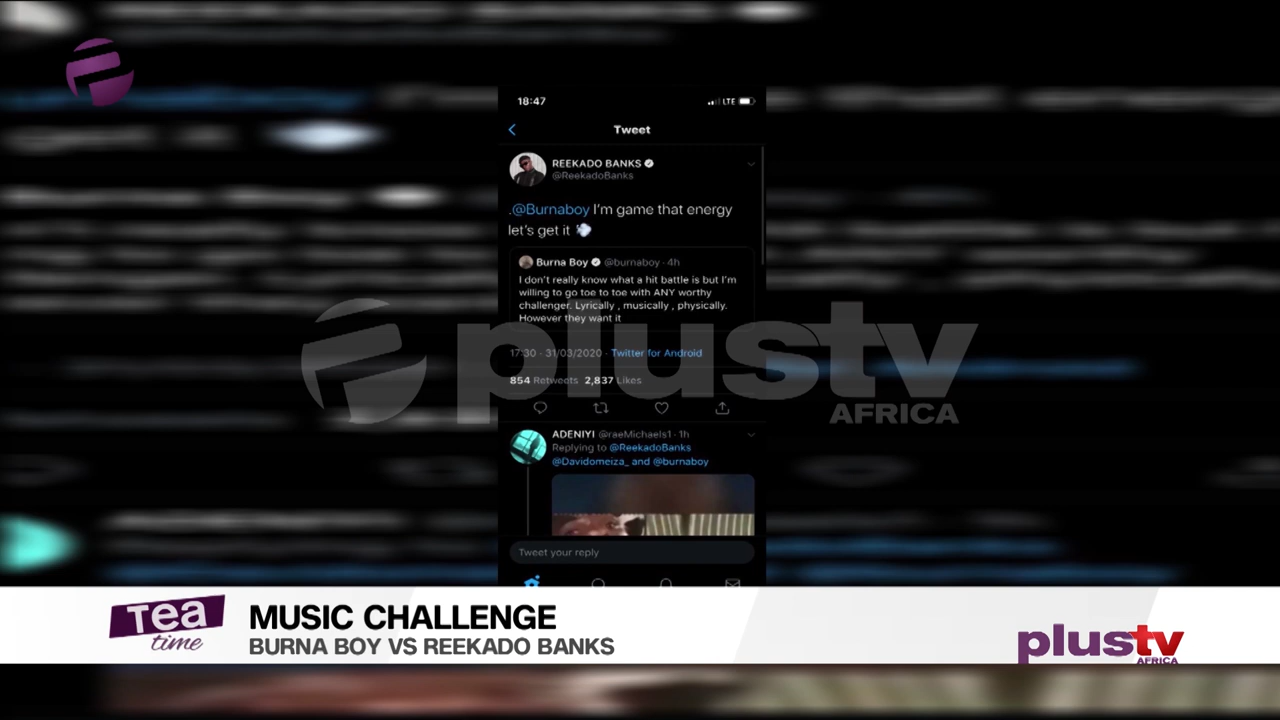 18:47
LTE
Tweet
REEKADO BANKS
@ReekadoBanks
.@Burnaboy I'm game that energy
let's get it
Burna Boy @burnaboy · 4h
I don't really know what a hit battle is but I'm
willing to go toe to toe with ANY worthy
challenger. Lyrically , musically , physically.
However they want it
17:30 · 31/03/2020 · Twitter for Android
854 Retweets 2,837 Likes
plustv
AFRICA
ADENIYI @raeMichaels1 · 1h
Replying to @ReekadoBanks
@Davidomeiza_ and @burnaboy
Tweet your reply
Tea
time
MUSIC CHALLENGE
BURNA BOY VS REEKADO BANKS
plustv
AFRICA